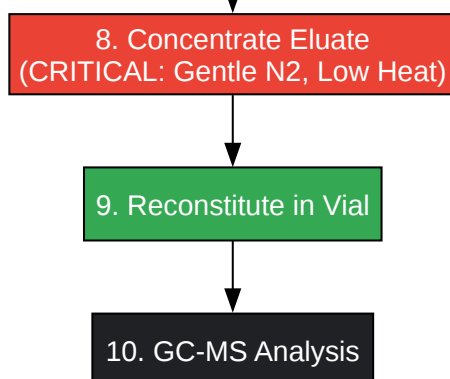 8. Concentrate Eluate
(CRITICAL: Gentle N2, Low Heat)
9. Reconstitute in Vial
10. GC-MS Analysis